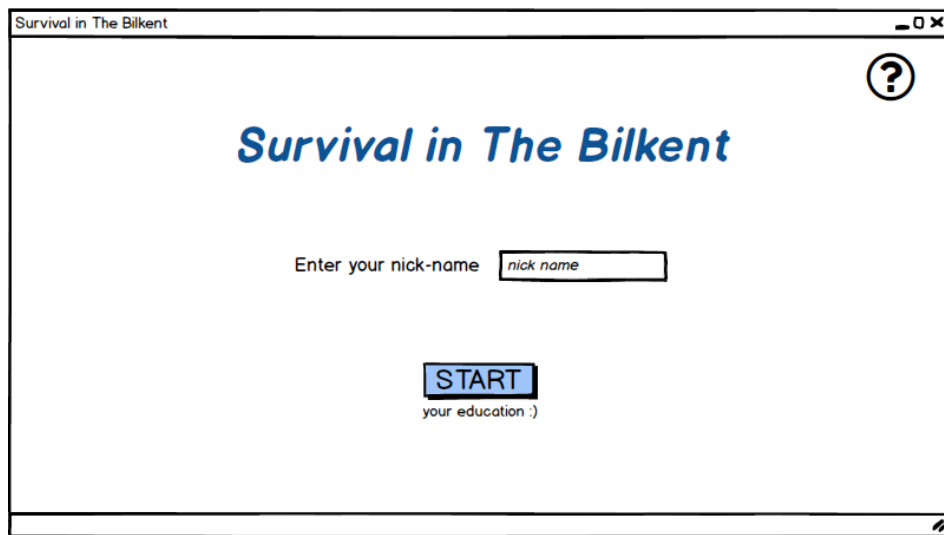 Survival in The Bilkent
?
Survival in The Bilkent
Enter your nick-name nick name
START
your education :)